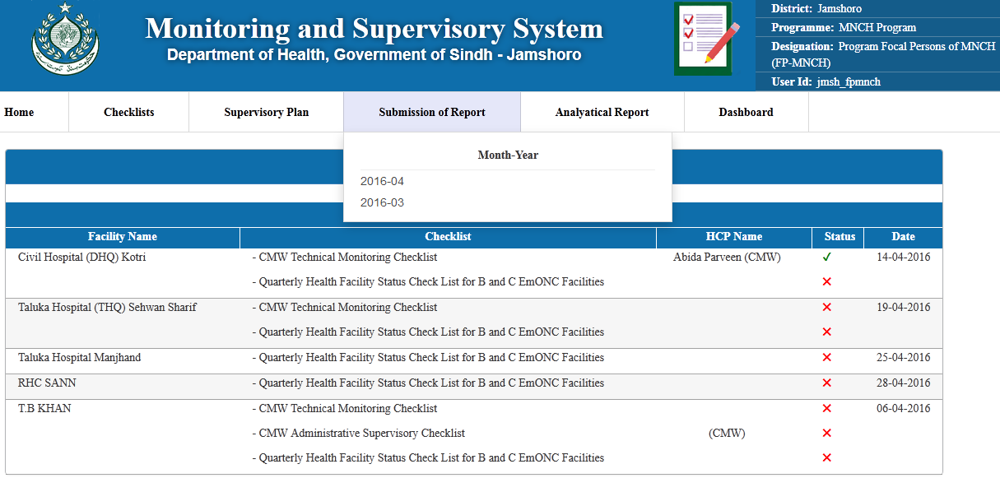 Monitoring and Supervisory System
Department of Health, Government of Sindh - Jamshoro
District: Jamshoro
Programme: MNCH Program
Designation: Program Focal Persons of MNCH
(FP-MNCH)
User Id: jmsh_fpmnch
Home Checklists Supervisory Plan Submission of Report Analyatical Report Dashboard
Month-Year
2016-04
2016-03
Facility Name Checklist HCP Name Status Date
Civil Hospital (DHQ) Kotri - CMW Technical Monitoring Checklist Abida Parveen (CMW) ✓ 14-04-2016
- Quarterly Health Facility Status Check List for B and C EmONC Facilities ✕
Taluka Hospital (THQ) Sehwan Sharif - CMW Technical Monitoring Checklist ✕ 19-04-2016
- Quarterly Health Facility Status Check List for B and C EmONC Facilities ✕
Taluka Hospital Manjhand - Quarterly Health Facility Status Check List for B and C EmONC Facilities ✕ 25-04-2016
RHC SANN - Quarterly Health Facility Status Check List for B and C EmONC Facilities ✕ 28-04-2016
T.B KHAN - CMW Technical Monitoring Checklist ✕ 06-04-2016
- CMW Administrative Supervisory Checklist (CMW) ✕
- Quarterly Health Facility Status Check List for B and C EmONC Facilities ✕